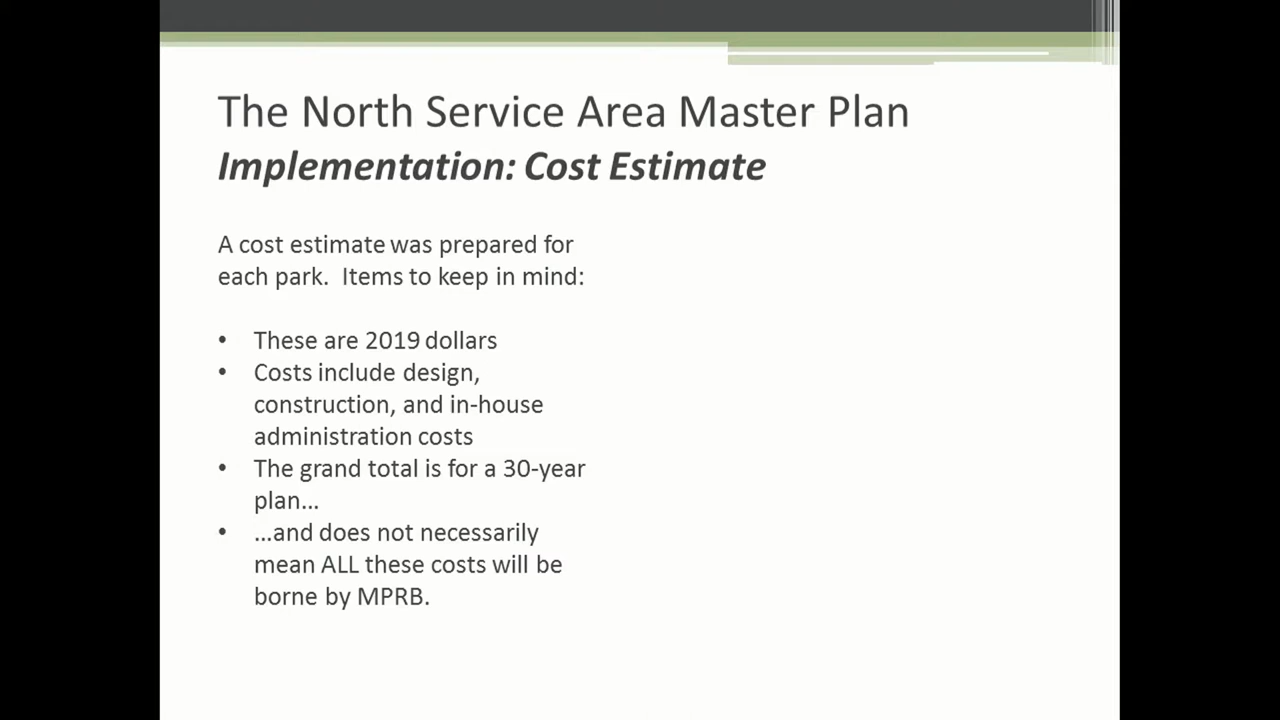 The North Service Area Master Plan
Implementation: Cost Estimate
A cost estimate was prepared for
each park.  Items to keep in mind:
• These are 2019 dollars
• Costs include design,
construction, and in-house
administration costs
• The grand total is for a 30-year
plan…
• …and does not necessarily
mean ALL these costs will be
borne by MPRB.